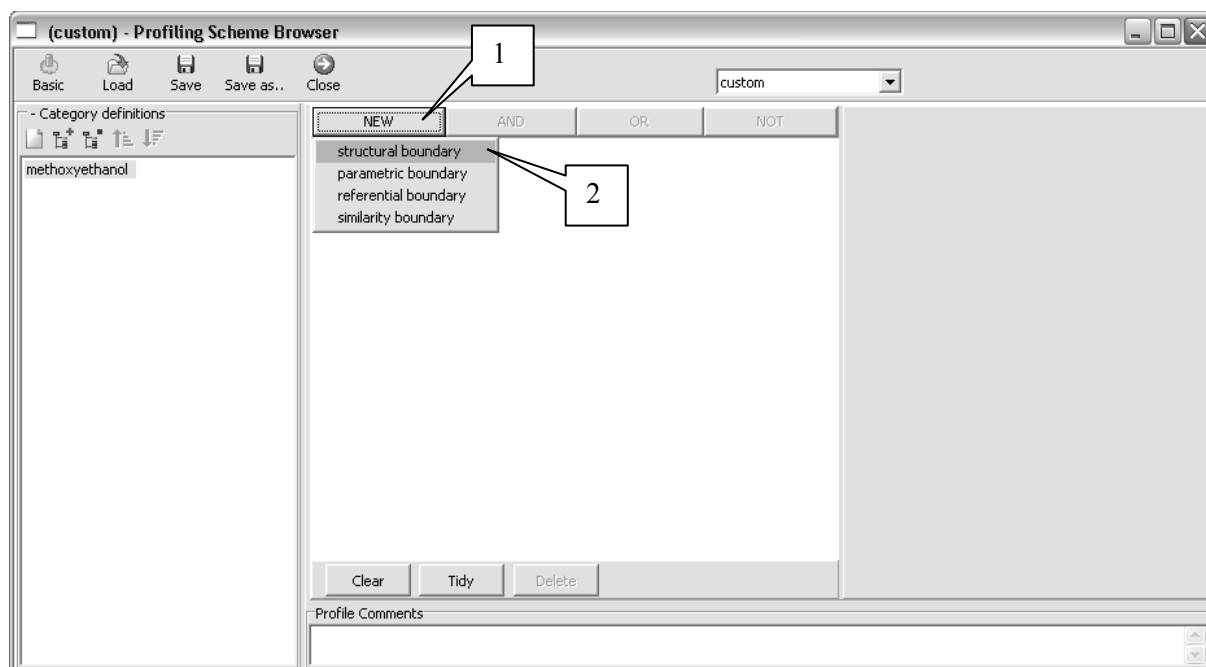 (custom) - Profiling Scheme Browser
1
Basic Load Save Save as.. Close
custom
- Category definitions
NEW AND OR NOT
structural boundary
methoxyethanol
parametric boundary
referential boundary
2
similarity boundary
Clear Tidy Delete
Profile Comments